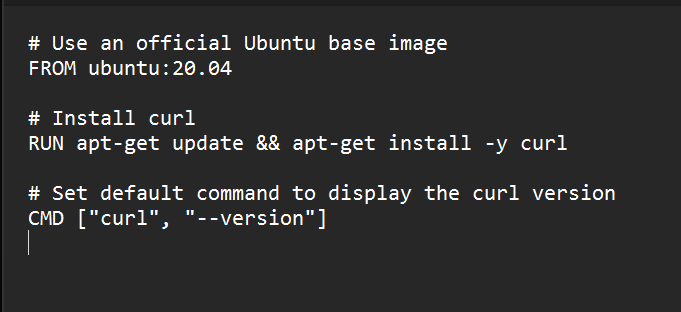 # Use an official Ubuntu base image
FROM ubuntu:20.04
# Install curl
RUN apt-get update && apt-get install -y curl
# Set default command to display the curl version
CMD ["curl", "--version"]